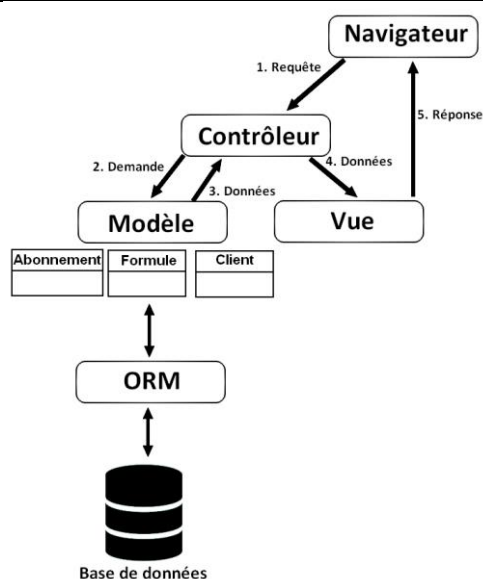 Navigateur
1. Requête
5. Réponse
Contrôleur
2. Demande
4. Données
3. Données
Modèle
Vue
Abonnement
Formule
Client
ORM
Base de données